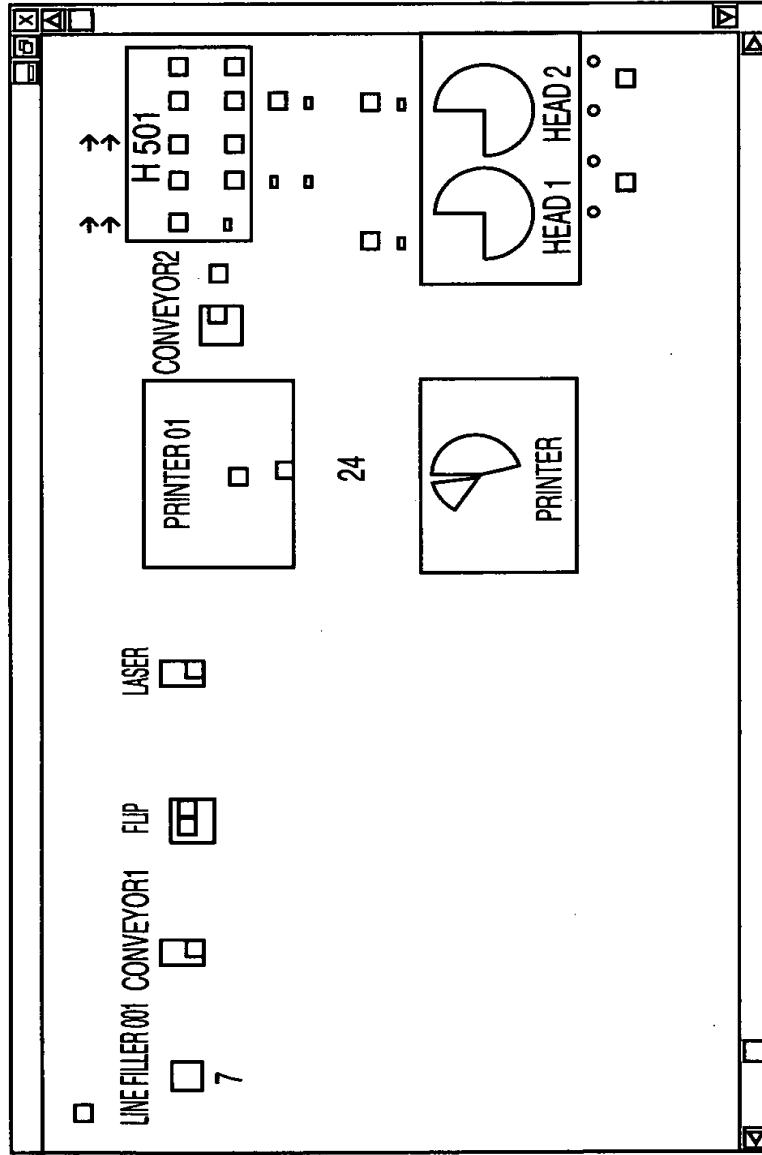 X
LINE FILLER 001
CONVEYOR1
FLIP
LASER
PRINTER 01
CONVEYOR2
H 501
7
24
PRINTER
HEAD 1
HEAD 2